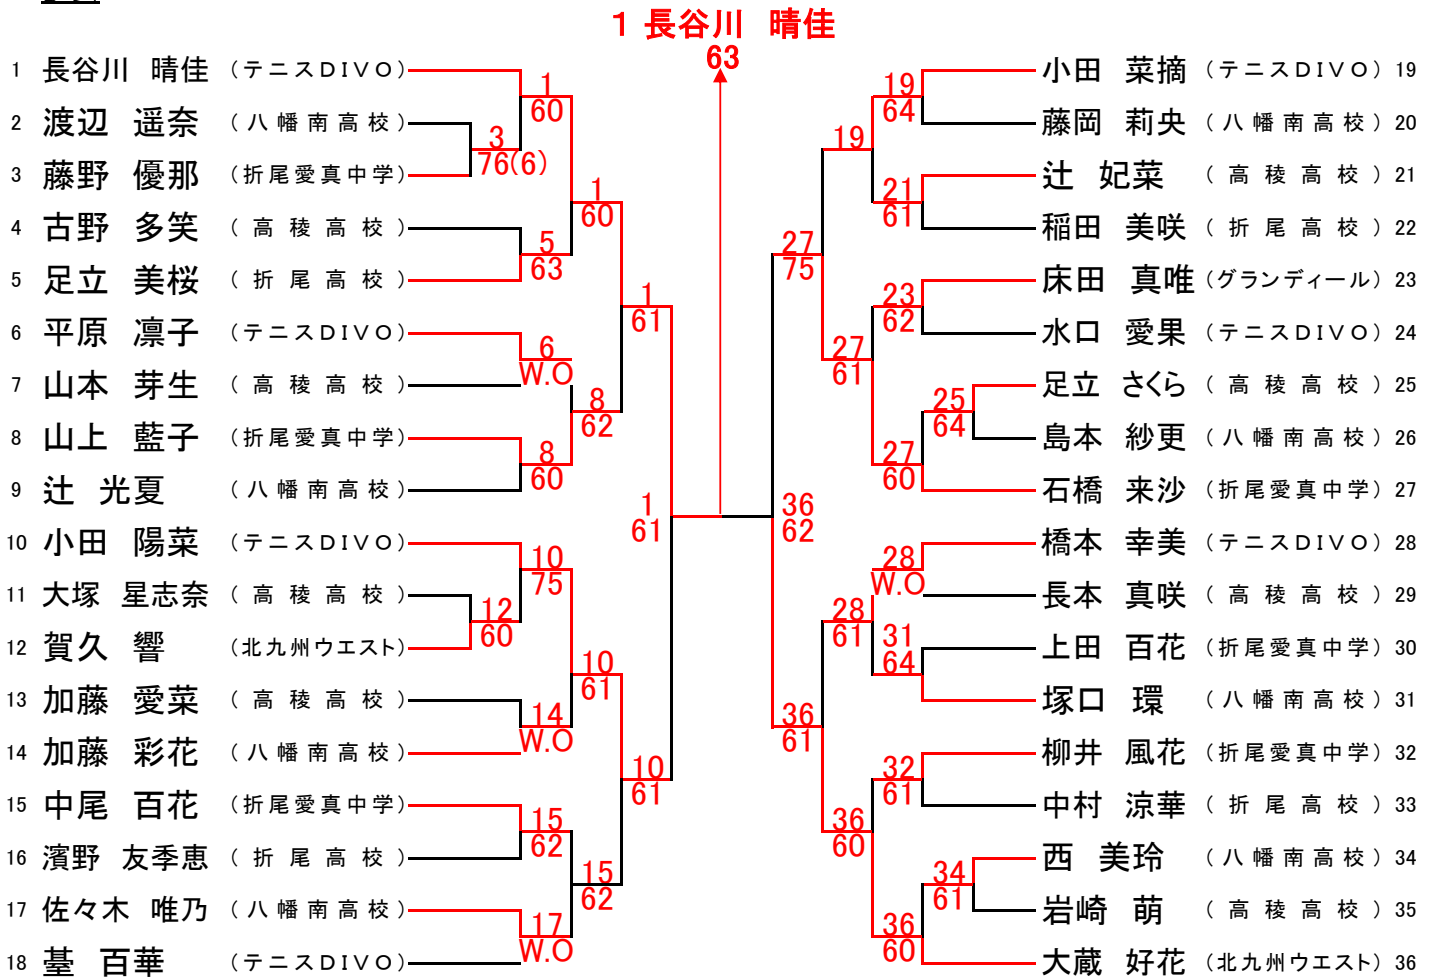 1 長谷川 晴佳
63
1 長谷川 晴佳 (テニスDIVO)
2 渡辺 遥奈 (八幡南高校)
3 藤野 優那 (折尾愛真中学)
4 古野 多笑 (高稜高校)
5 足立 美桜 (折尾高校)
6 平原 凛子 (テニスDIVO)
7 山本 芽生 (高稜高校)
8 山上 藍子 (折尾愛真中学)
9 辻 光夏 (八幡南高校)
10 小田 陽菜 (テニスDIVO)
11 大塚 星志奈 (高稜高校)
12 賀久 響 (北九州ウエスト)
13 加藤 愛菜 (高稜高校)
14 加藤 彩花 (八幡南高校)
15 中尾 百花 (折尾愛真中学)
16 濱野 友季恵 (折尾高校)
17 佐々木 唯乃 (八幡南高校)
18 基 百華 (テニスDIVO)
3
76(6)
12
60
1
60
5
63
6
W.O
8
60
10
75
14
W.O
15
62
17
W.O
1
60
8
62
10
61
15
62
1
61
10
61
1
61
36
62
27
75
36
61
19
27
61
28
61
36
60
19
64
21
61
23
62
27
60
28
W.O
31
64
32
61
36
60
25
64
34
61
小田 菜摘 (テニスDIVO) 19
藤岡 莉央 (八幡南高校) 20
辻 妃菜 (高稜高校) 21
稲田 美咲 (折尾高校) 22
床田 真唯 (グランディール) 23
水口 愛果 (テニスDIVO) 24
足立 さくら (高稜高校) 25
島本 紗更 (八幡南高校) 26
石橋 来沙 (折尾愛真中学) 27
橋本 幸美 (テニスDIVO) 28
長本 真咲 (高稜高校) 29
上田 百花 (折尾愛真中学) 30
塚口 環 (八幡南高校) 31
柳井 風花 (折尾愛真中学) 32
中村 涼華 (折尾高校) 33
西 美玲 (八幡南高校) 34
岩崎 萌 (高稜高校) 35
大蔵 好花 (北九州ウエスト) 36